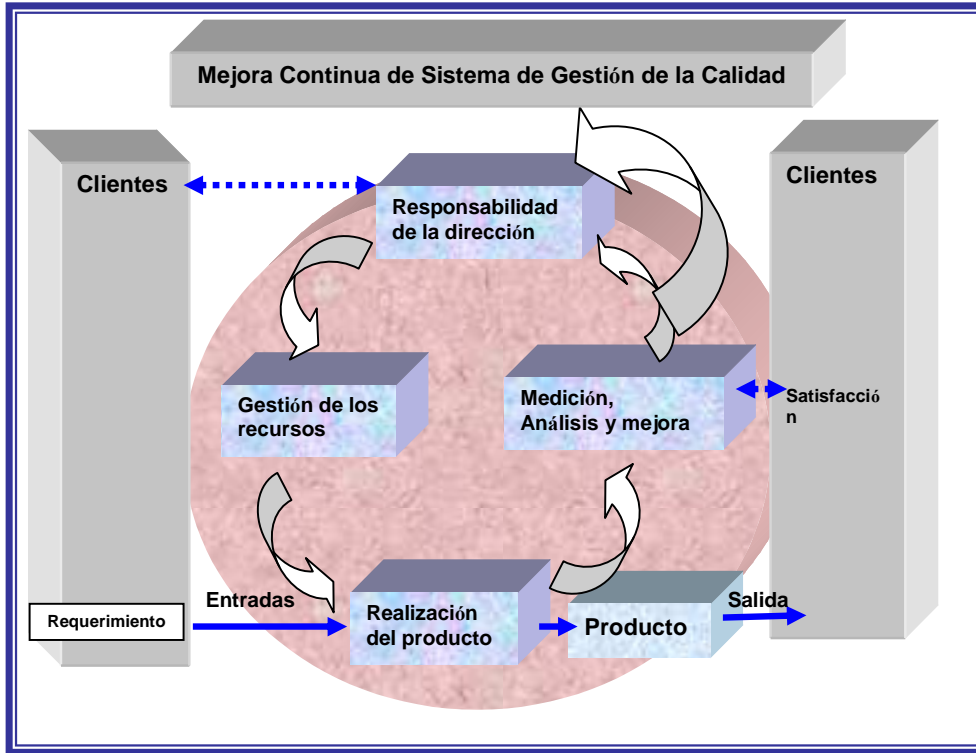 Mejora Continua de Sistema de Gestión de la Calidad
Clientes
Clientes
Responsabilidad
de la dirección
Gestión de los
recursos
Medición,
Análisis y mejora
Satisfacció
n
Entradas
Salida
Requerimiento
Realización
del producto
Producto